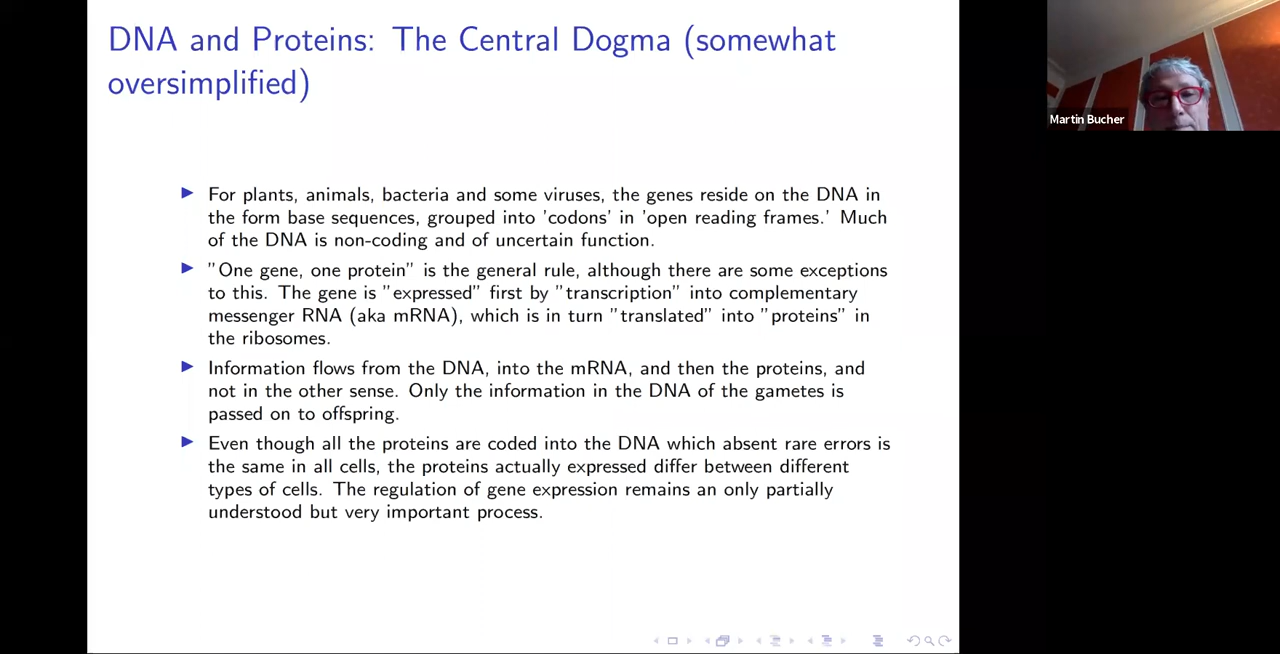 DNA and Proteins: The Central Dogma (somewhat
oversimplified)
Martin Bucher
▶ For plants, animals, bacteria and some viruses, the genes reside on the DNA in
the form base sequences, grouped into 'codons' in 'open reading frames.' Much
of the DNA is non-coding and of uncertain function.
▶ ”One gene, one protein” is the general rule, although there are some exceptions
to this. The gene is ”expressed” first by ”transcription” into complementary
messenger RNA (aka mRNA), which is in turn ”translated” into ”proteins” in
the ribosomes.
▶ Information flows from the DNA, into the mRNA, and then the proteins, and
not in the other sense. Only the information in the DNA of the gametes is
passed on to offspring.
▶ Even though all the proteins are coded into the DNA which absent rare errors is
the same in all cells, the proteins actually expressed differ between different
types of cells. The regulation of gene expression remains an only partially
understood but very important process.